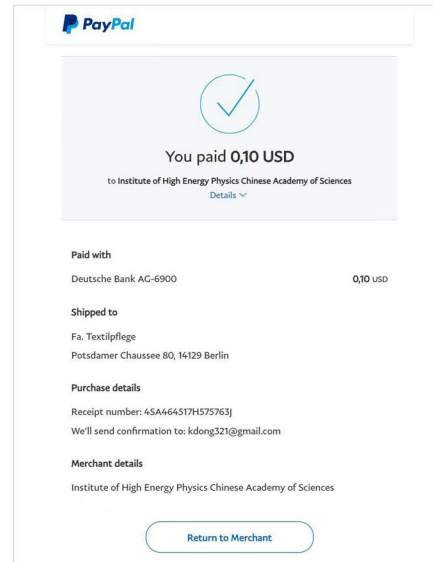 PayPal
You paid 0,10 USD
to Institute of High Energy Physics Chinese Academy of Sciences
Details
Paid with
Deutsche Bank AG-6900 0,10 USD
Shipped to
Fa. Textilpflege
Potsdamer Chaussee 80, 14129 Berlin
Purchase details
Receipt number: 4SA464517H575763J
We'll send confirmation to: kdong321@gmail.com
Merchant details
Institute of High Energy Physics Chinese Academy of Sciences
Return to Merchant